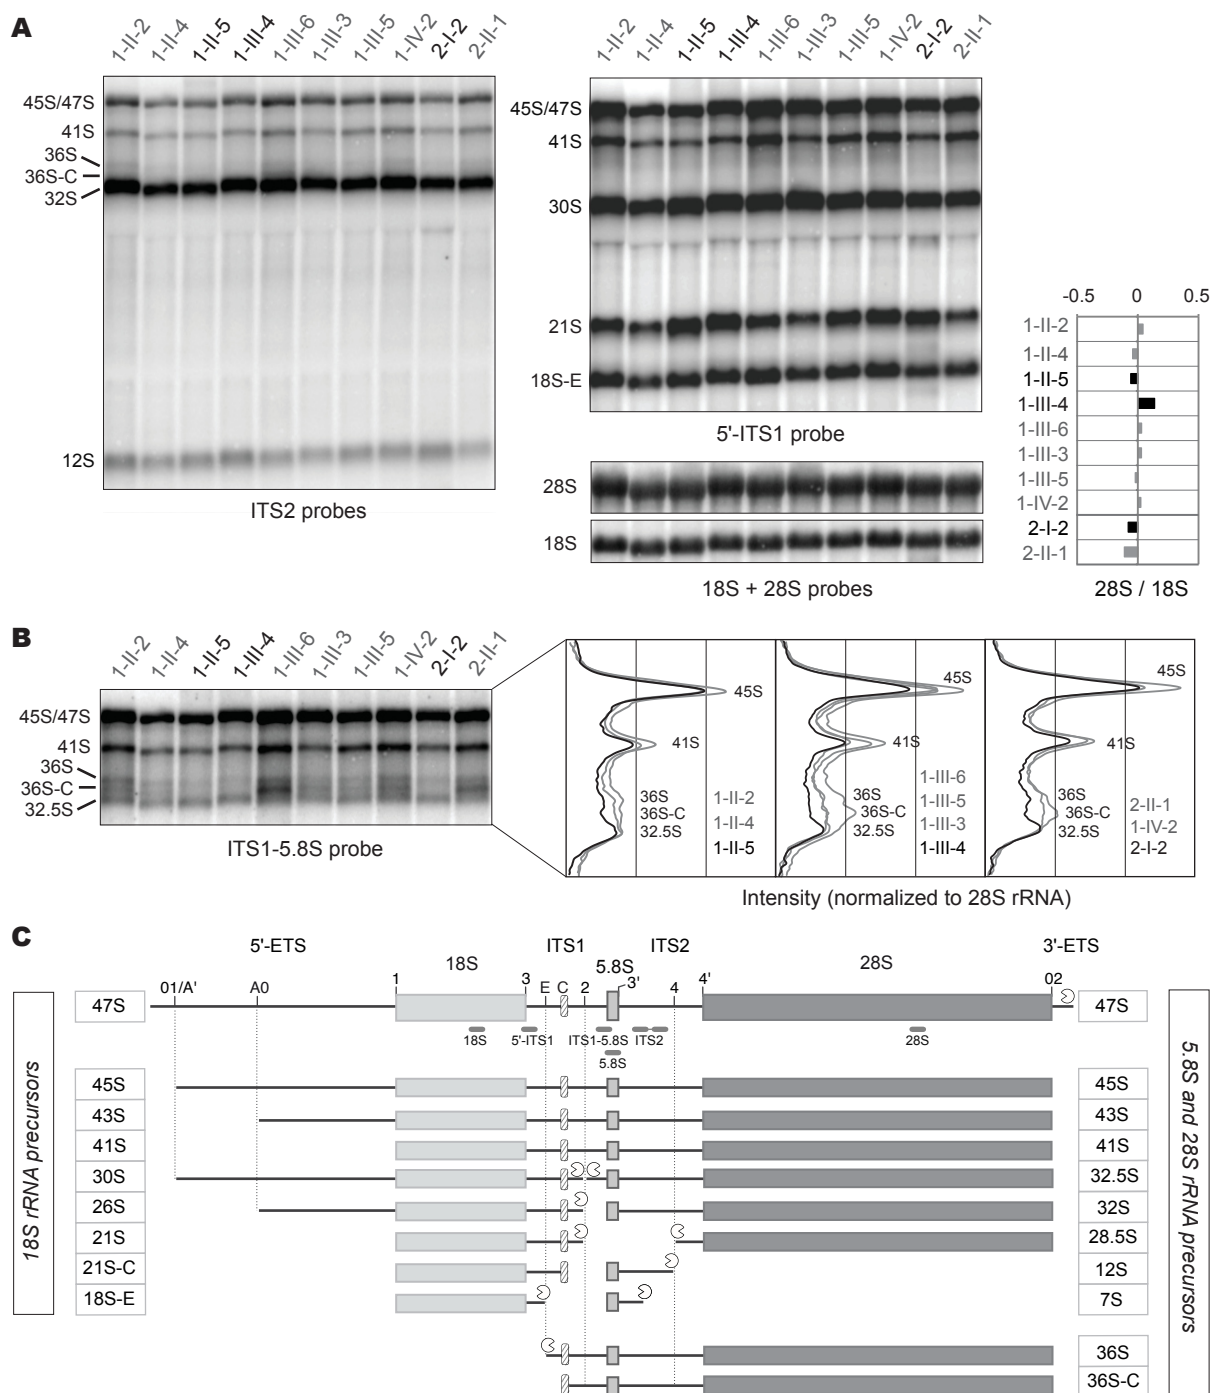 A
1-II-2 1-II-4 1-II-5 1-III-4 1-III-6 1-III-3 1-III-5 1-IV-2 2-I-2 2-II-1
45S/47S
41S
36S
36S-C
32S
12S
ITS2 probes
1-II-2 1-II-4 1-II-5 1-III-4 1-III-6 1-III-3 1-III-5 1-IV-2 2-I-2 2-II-1
45S/47S
41S
30S
21S
18S-E
5'-ITS1 probe
28S
18S
18S + 28S probes
-0.5 0 0.5
1-II-2
1-II-4
1-II-5
1-III-4
1-III-6
1-III-3
1-III-5
1-IV-2
2-I-2
2-II-1
28S / 18S
B
1-II-2 1-II-4 1-II-5 1-III-4 1-III-6 1-III-3 1-III-5 1-IV-2 2-I-2 2-II-1
45S/47S
41S
36S
36S-C
32.5S
ITS1-5.8S probe
45S
41S
36S
36S-C
32.5S
1-II-2
1-II-4
1-II-5
45S
41S
36S
36S-C
32.5S
1-III-6
1-III-5
1-III-3
1-III-4
45S
41S
36S
36S-C
32.5S
2-II-1
1-IV-2
2-I-2
Intensity (normalized to 28S rRNA)
C
5'-ETS ITS1 ITS2 3'-ETS
18S 5.8S 28S
01/A' A0 1 3 E C 2 3' 4 4' 02
47S 47S
18S 5'-ITS1 ITS1-5.8S ITS2 28S
5.8S
18S rRNA precursors
5.8S and 28S rRNA precursors
45S 45S
43S 43S
41S 41S
30S 32.5S
26S 32S
21S 28.5S
21S-C 12S
18S-E 7S
36S
36S-C